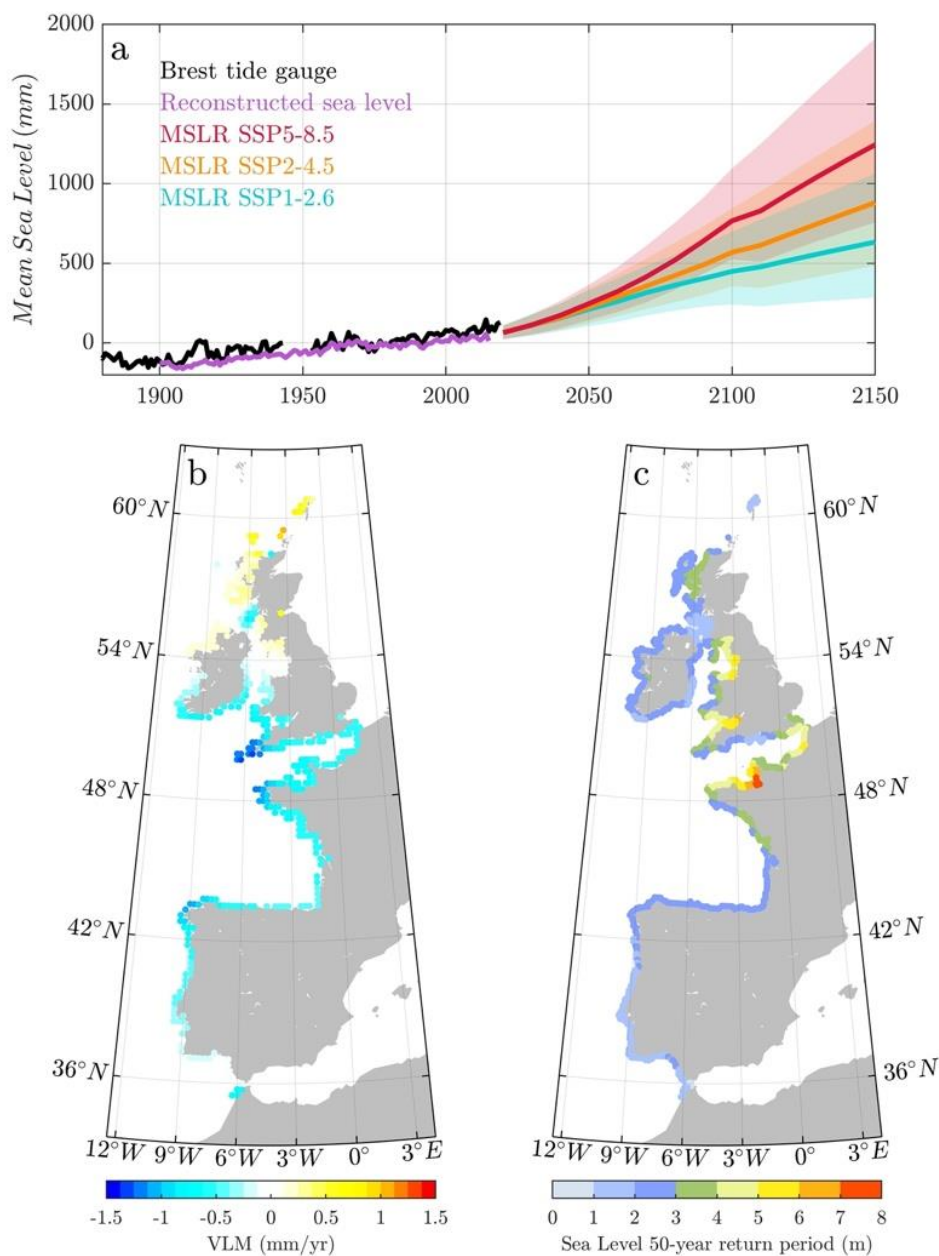 2000
a
Brest tide gauge
Reconstructed sea level
1500
MSLR SSP5-8.5
MSLR SSP2-4.5
1000
MSLR SSP1-2.6
500
0
Mean Sea Level (mm)
1900 1950 2000 2050 2100 2150
b c
60°N 60°N
54°N 54°N
48°N 48°N
42°N 42°N
36°N 36°N
12°W 9°W 6°W 3°W 0° 3°E 12°W 9°W 6°W 3°W 0° 3°E
-1.5 -1 -0.5 0 0.5 1 1.5 0 1 2 3 4 5 6 7 8
VLM (mm/yr) Sea Level 50-year return period (m)